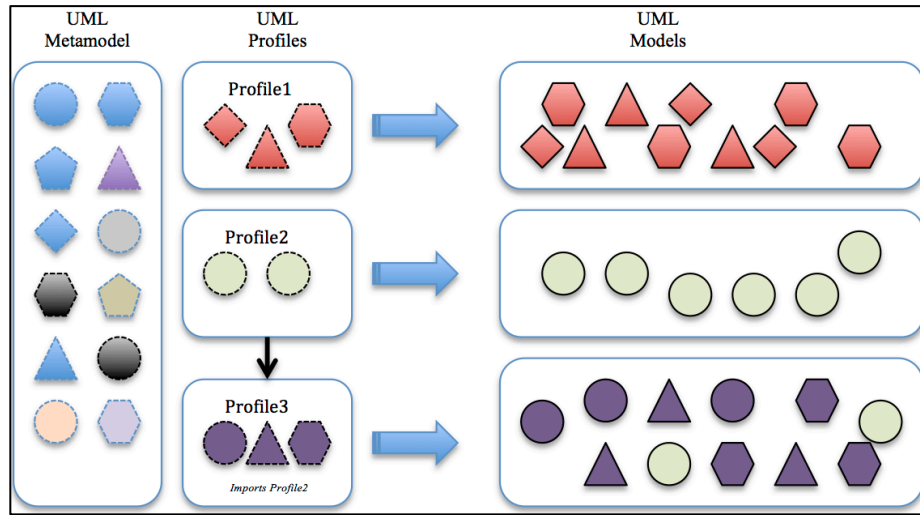 UML
Metamodel
UML
Profiles
UML
Models
Profile1
Profile2
Profile3
Imports Profile2